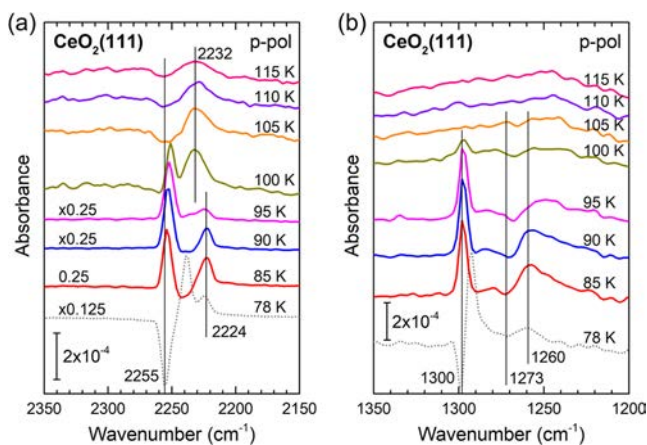 (a)
CeO2(111)
p-pol
2232
115 K
110 K
105 K
100 K
x0.25
95 K
x0.25
90 K
0.25
85 K
x0.125
78 K
2x10-4
2255
2224
2350
2300
2250
2200
2150
Wavenumber (cm-1)
Absorbance
(b)
CeO2(111)
p-pol
115 K
110 K
105 K
100 K
95 K
90 K
85 K
2x10-4
78 K
1300
1273
1260
1350
1300
1250
1200
Wavenumber (cm-1)
Absorbance